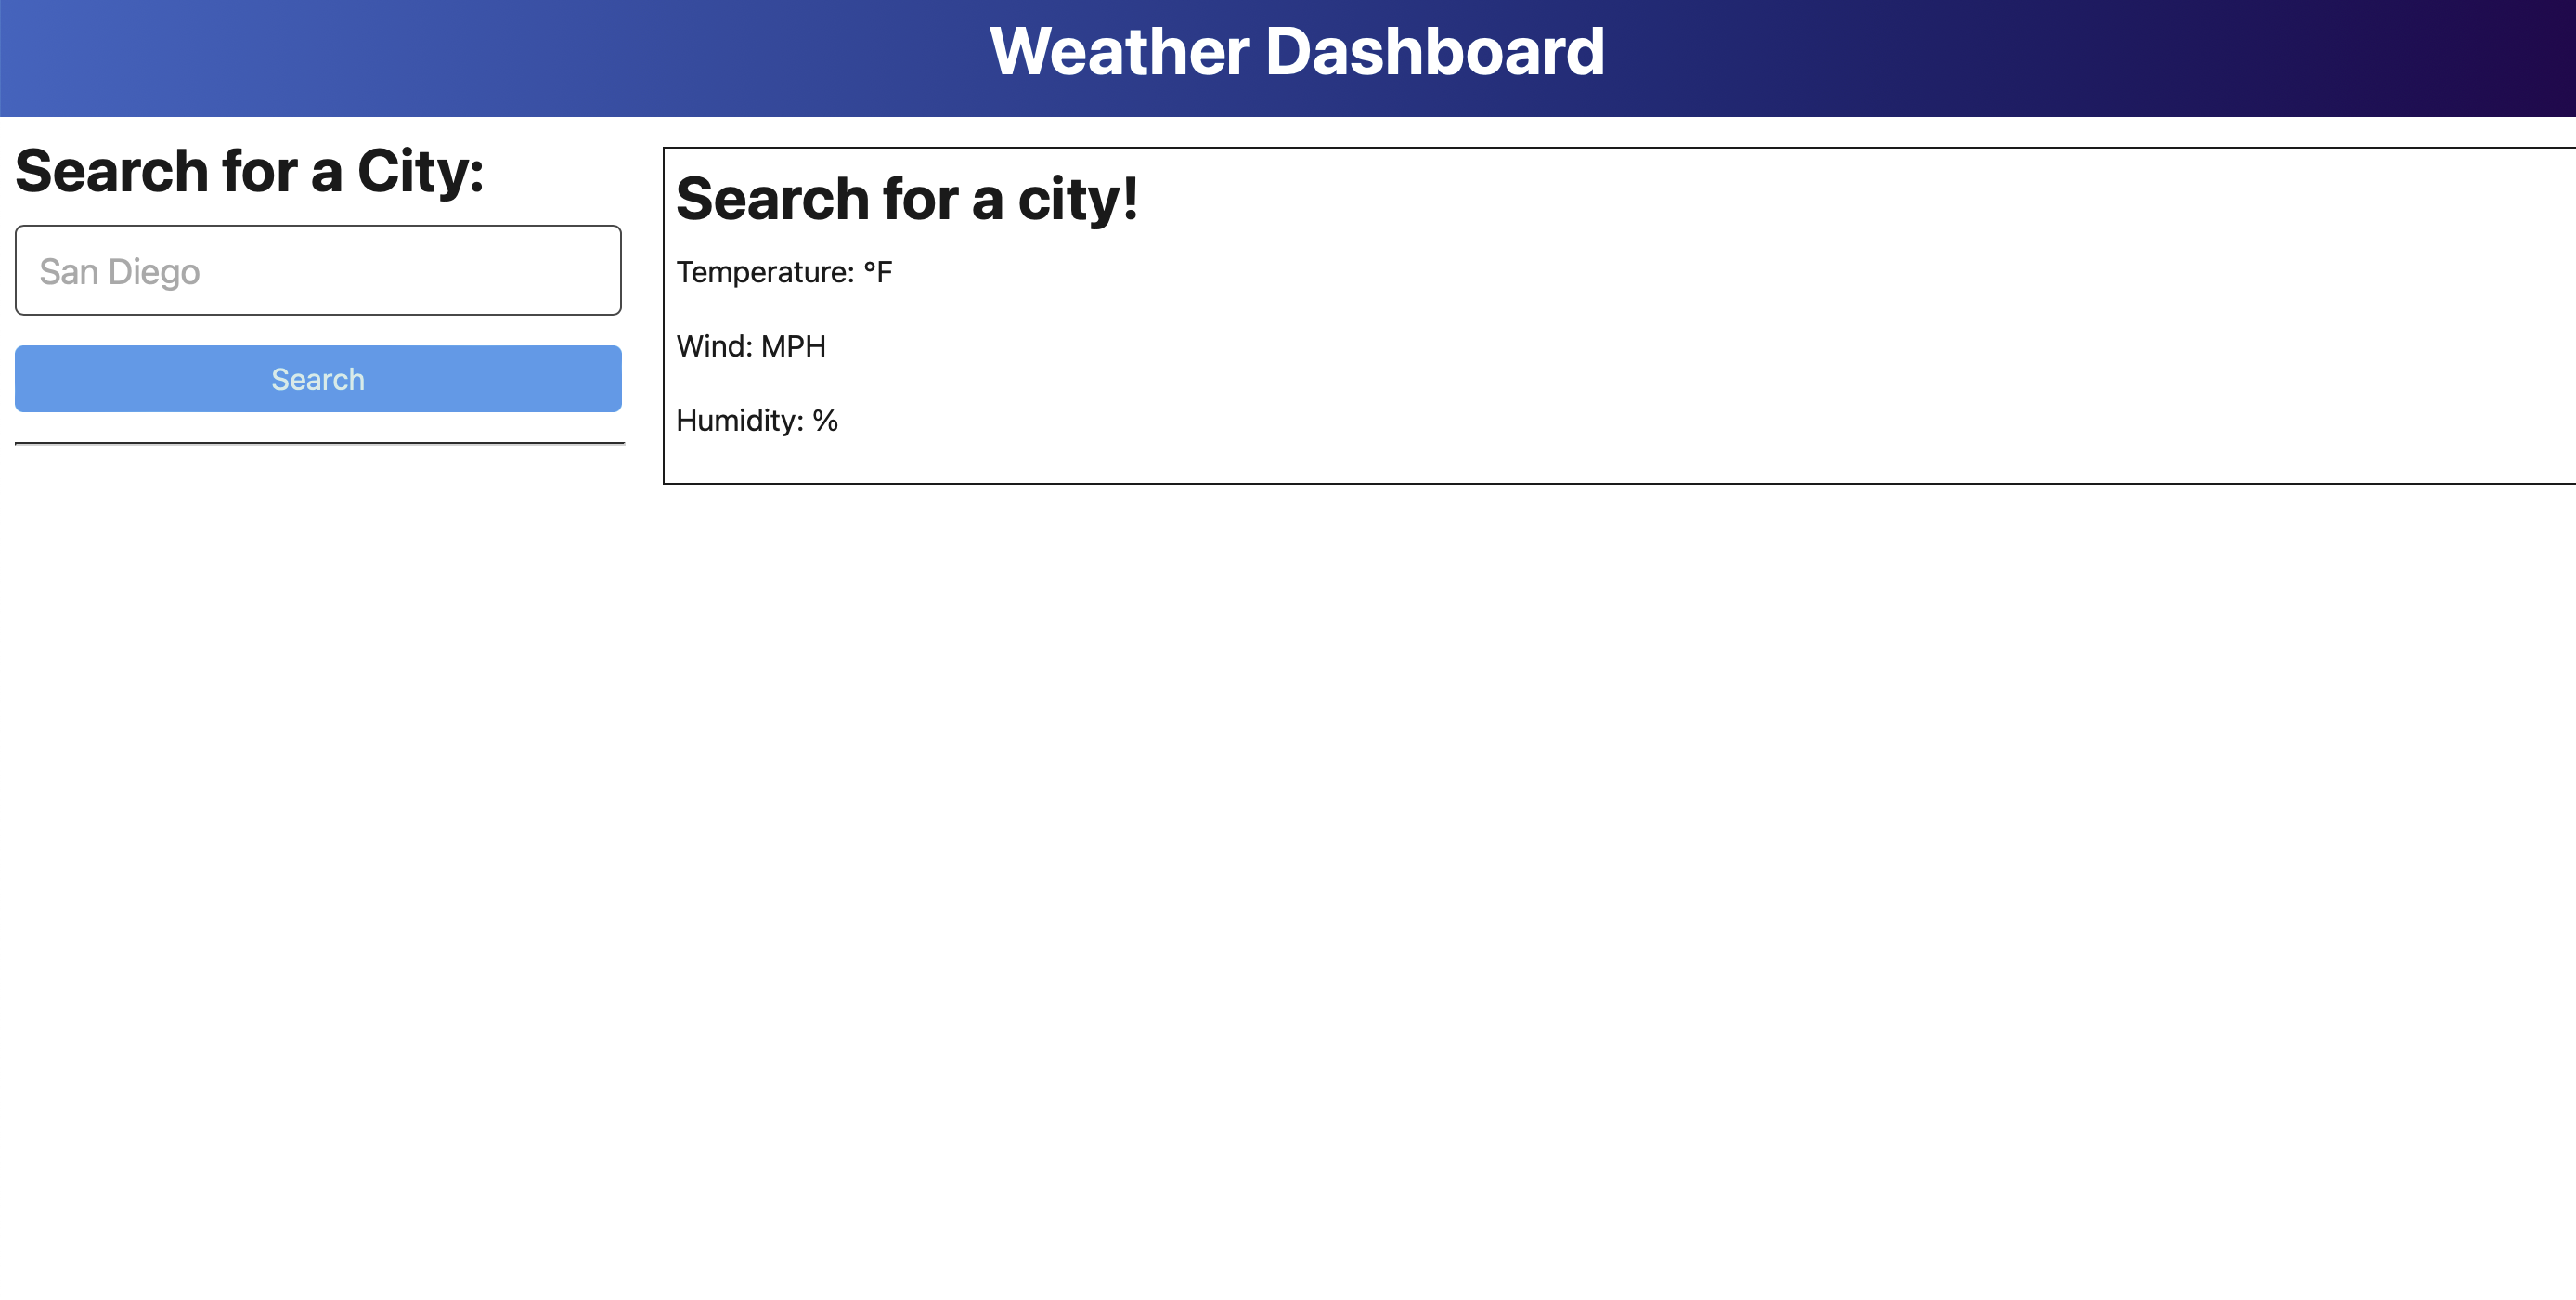 Weather Dashboard
Search for a City:
San Diego
Search
Search for a city!
Temperature: °F
Wind: MPH
Humidity: %